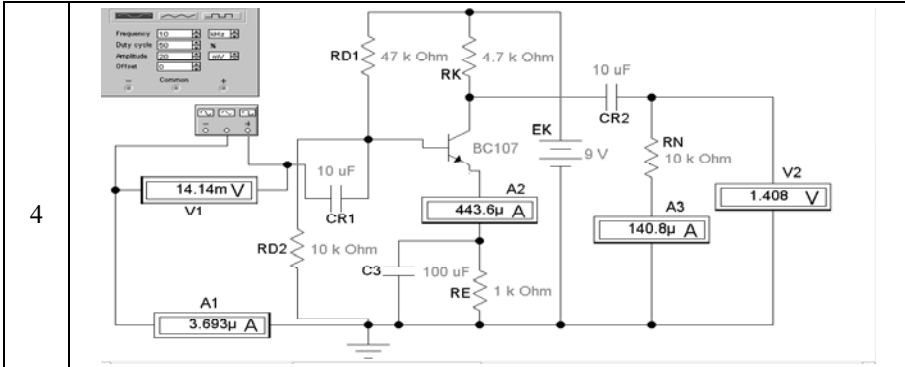 Frequency 10 kHz
Duty cycle 50 %
Amplitude 20 mV
Offset 0
− Common +
− +
RD1 47 k Ohm
RK 4.7 k Ohm
10 uF
CR2
EK
9 V
BC107
RN
10 k Ohm
10 uF
CR1
14.14m V
V1
A2
443.6µ A
V2
1.408 V
A3
140.8µ A
4
RD2 10 k Ohm
C3 100 uF
RE 1 k Ohm
A1
3.693µ A